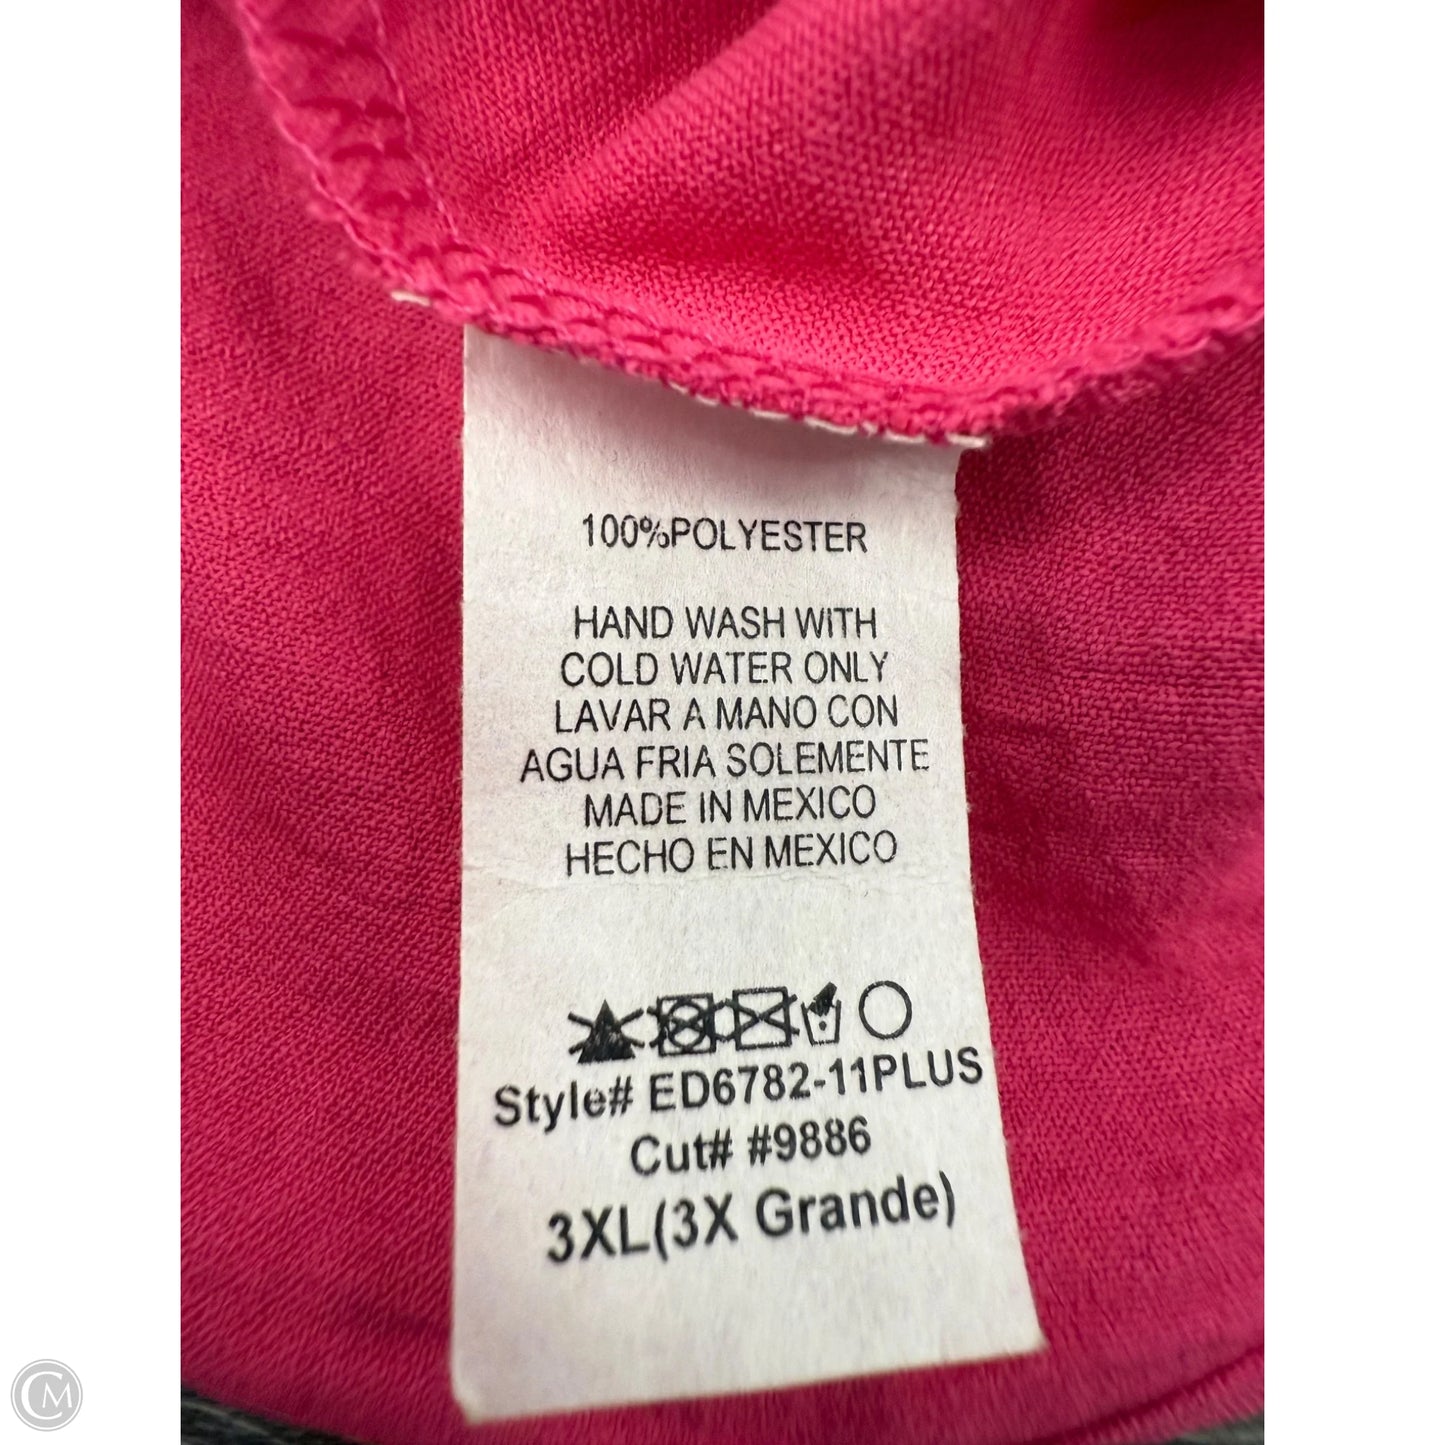 100%POLYESTER
HAND WASH WITH
COLD WATER ONLY
LAVAR A MANO CON
AGUA FRIA SOLEMENTE
MADE IN MEXICO
HECHO EN MEXICO
Style# ED6782-11PLUS
Cut# #9886
3XL(3X Grande)
CM